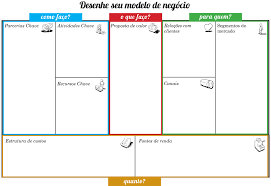 Desenhe seu modelo de negócio
como faço?
o que faço?
para quem?
Parcerias Chave
Atividades Chave
Proposta de valor
Relações com
clientes
Segmentos de
mercado
Recursos Chave
Canais
Estrutura de custos
Fontes de renda
quanto?